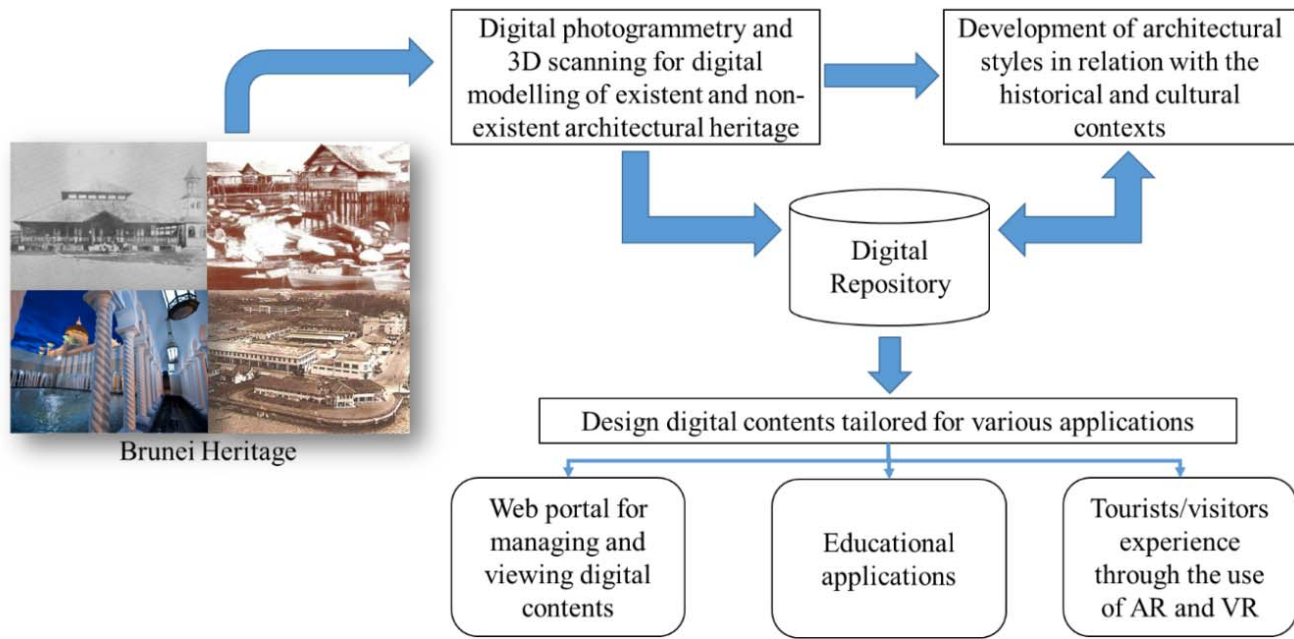 Digital photogrammetry and
3D scanning for digital
modelling of existent and non-
existent architectural heritage
Development of architectural
styles in relation with the
historical and cultural
contexts
Brunei Heritage
Digital
Repository
Design digital contents tailored for various applications
Web portal for
managing and
viewing digital
contents
Educational
applications
Tourists/visitors
experience
through the use
of AR and VR